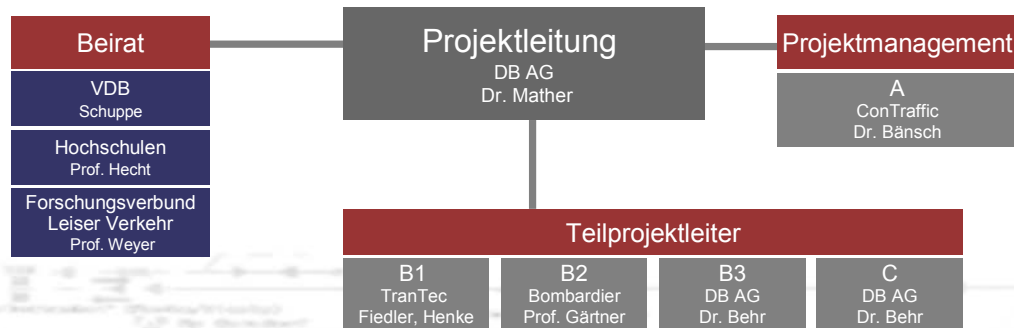 Beirat
VDB
Schuppe
Hochschulen
Prof. Hecht
Forschungsverbund
Leiser Verkehr
Prof. Weyer
Projektleitung
DB AG
Dr. Mather
Projektmanagement
A
ConTraffic
Dr. Bänsch
Teilprojektleiter
B1
TranTec
Fiedler, Henke
B2
Bombardier
Prof. Gärtner
B3
DB AG
Dr. Behr
C
DB AG
Dr. Behr